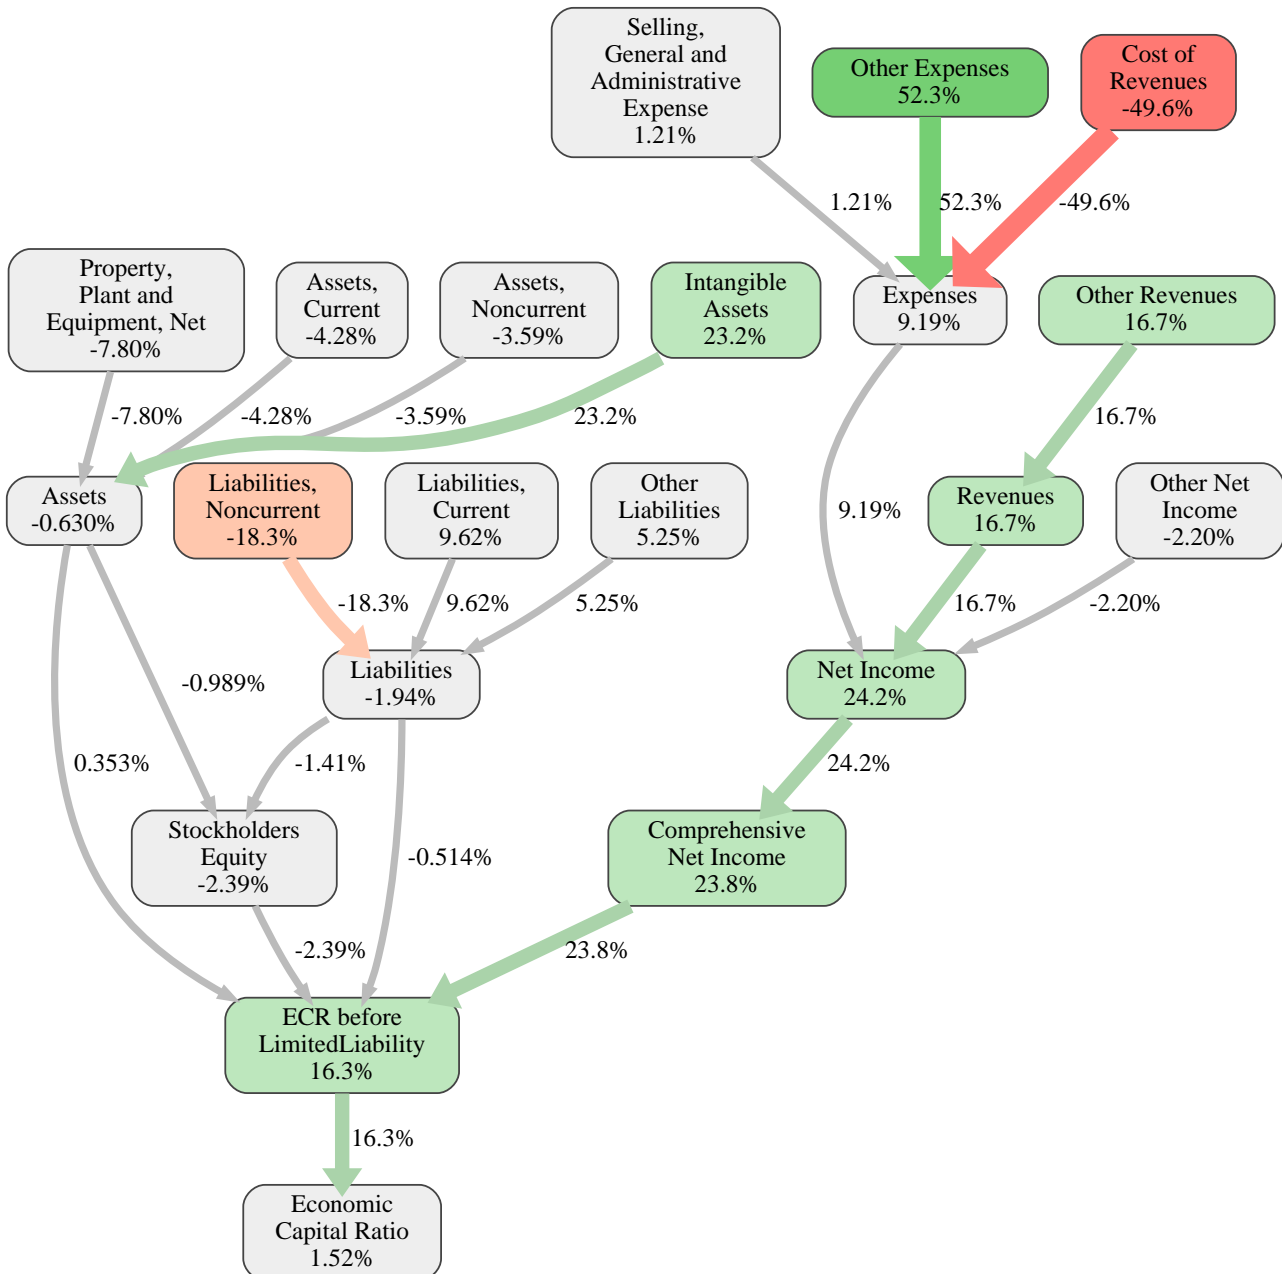 Selling,
General and
Administrative
Expense
1.21%
Other Expenses
52.3%
Cost of
Revenues
-49.6%
1.21%
52.3%
-49.6%
Property,
Plant and
Equipment, Net
-7.80%
Assets,
Current
-4.28%
Assets,
Noncurrent
-3.59%
Intangible
Assets
23.2%
Expenses
9.19%
Other Revenues
16.7%
-7.80%
-4.28%
-3.59%
23.2%
16.7%
Assets
-0.630%
Liabilities,
Noncurrent
-18.3%
Liabilities,
Current
9.62%
Other
Liabilities
5.25%
9.19%
Revenues
16.7%
Other Net
Income
-2.20%
-18.3%
9.62%
5.25%
16.7%
-2.20%
-0.989%
Liabilities
-1.94%
Net Income
24.2%
0.353%
-1.41%
24.2%
Stockholders
Equity
-2.39%
-0.514%
Comprehensive
Net Income
23.8%
-2.39%
23.8%
ECR before
LimitedLiability
16.3%
16.3%
Economic
Capital Ratio
1.52%